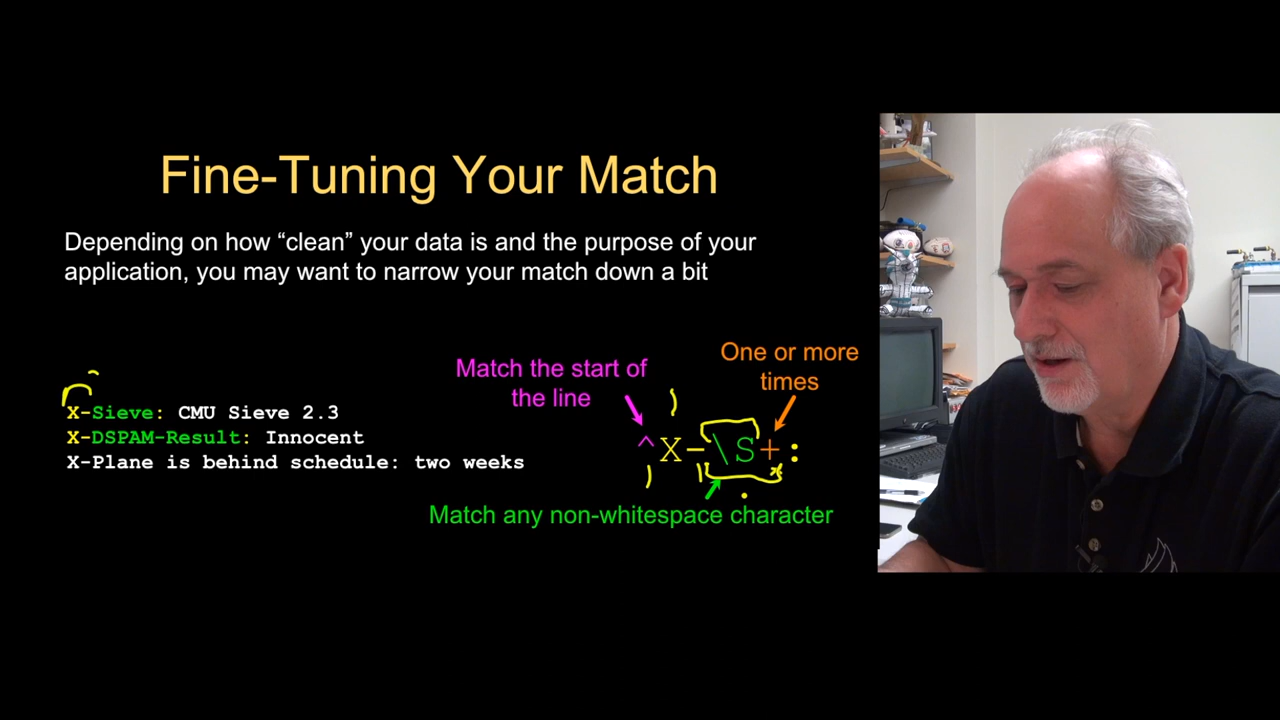 Fine-Tuning Your Match
Depending on how “clean” your data is and the purpose of your
application, you may want to narrow your match down a bit
X-Sieve: CMU Sieve 2.3
X-DSPAM-Result: Innocent
X-Plane is behind schedule: two weeks
Match the start of
the line
One or more
times
^X-\S+:
Match any non-whitespace character